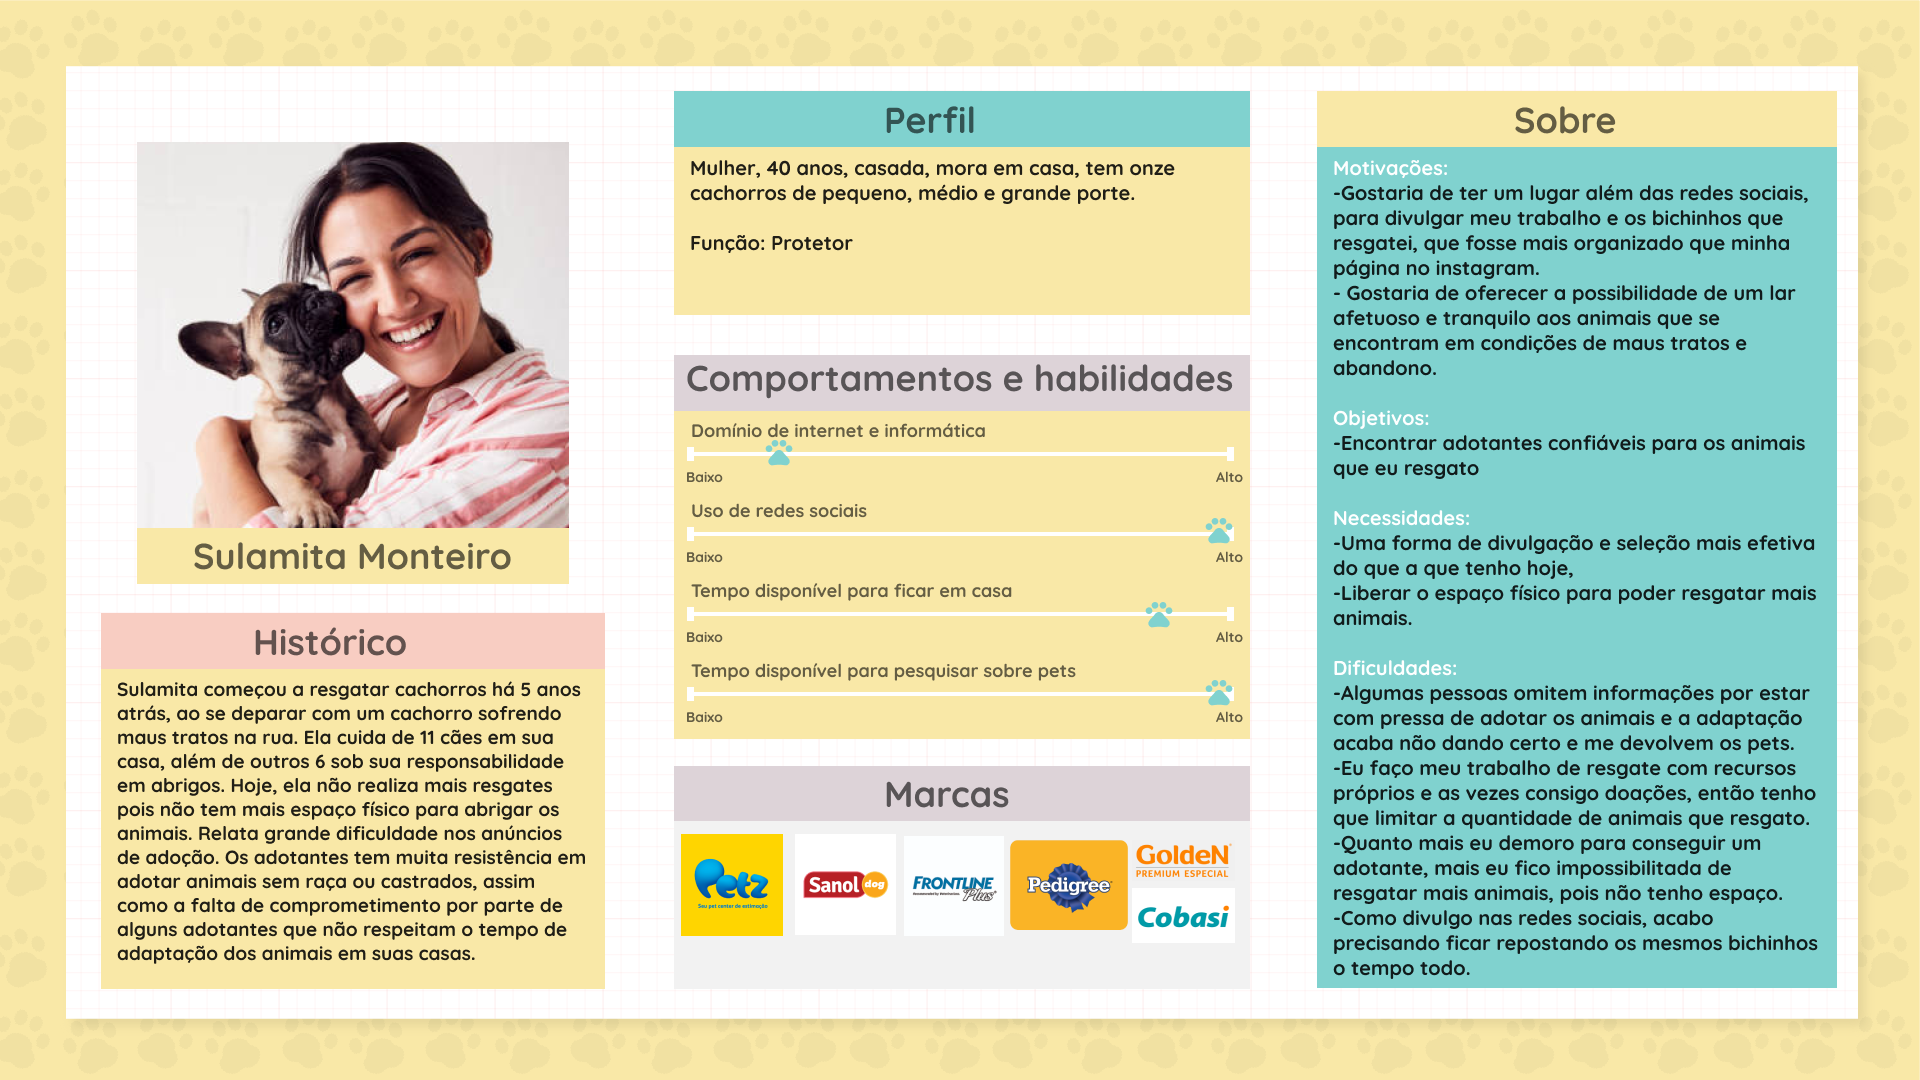 Sulamita Monteiro
Histórico
Sulamita começou a resgatar cachorros há 5 anos
atrás, ao se deparar com um cachorro sofrendo
maus tratos na rua. Ela cuida de 11 cães em sua
casa, além de outros 6 sob sua responsabilidade
em abrigos. Hoje, ela não realiza mais resgates
pois não tem mais espaço físico para abrigar os
animais. Relata grande dificuldade nos anúncios
de adoção. Os adotantes tem muita resistência em
adotar animais sem raça ou castrados, assim
como a falta de comprometimento por parte de
alguns adotantes que não respeitam o tempo de
adaptação dos animais em suas casas.
Perfil
Mulher, 40 anos, casada, mora em casa, tem onze
cachorros de pequeno, médio e grande porte.
Função: Protetor
Comportamentos e habilidades
Domínio de internet e informática
Baixo Alto
Uso de redes sociais
Baixo Alto
Tempo disponível para ficar em casa
Baixo Alto
Tempo disponível para pesquisar sobre pets
Baixo Alto
Marcas
Petz
Seu pet center de estimação
Sanol dog
FRONTLINE
Plus
Pedigree
GoldeN
PREMIUM ESPECIAL
Cobasi
Sobre
Motivações:
-Gostaria de ter um lugar além das redes sociais,
para divulgar meu trabalho e os bichinhos que
resgatei, que fosse mais organizado que minha
página no instagram.
- Gostaria de oferecer a possibilidade de um lar
afetuoso e tranquilo aos animais que se
encontram em condições de maus tratos e
abandono.
Objetivos:
-Encontrar adotantes confiáveis para os animais
que eu resgato
Necessidades:
-Uma forma de divulgação e seleção mais efetiva
do que a que tenho hoje,
-Liberar o espaço físico para poder resgatar mais
animais.
Dificuldades:
-Algumas pessoas omitem informações por estar
com pressa de adotar os animais e a adaptação
acaba não dando certo e me devolvem os pets.
-Eu faço meu trabalho de resgate com recursos
próprios e as vezes consigo doações, então tenho
que limitar a quantidade de animais que resgato.
-Quanto mais eu demoro para conseguir um
adotante, mais eu fico impossibilitada de
resgatar mais animais, pois não tenho espaço.
-Como divulgo nas redes sociais, acabo
precisando ficar repostando os mesmos bichinhos
o tempo todo.